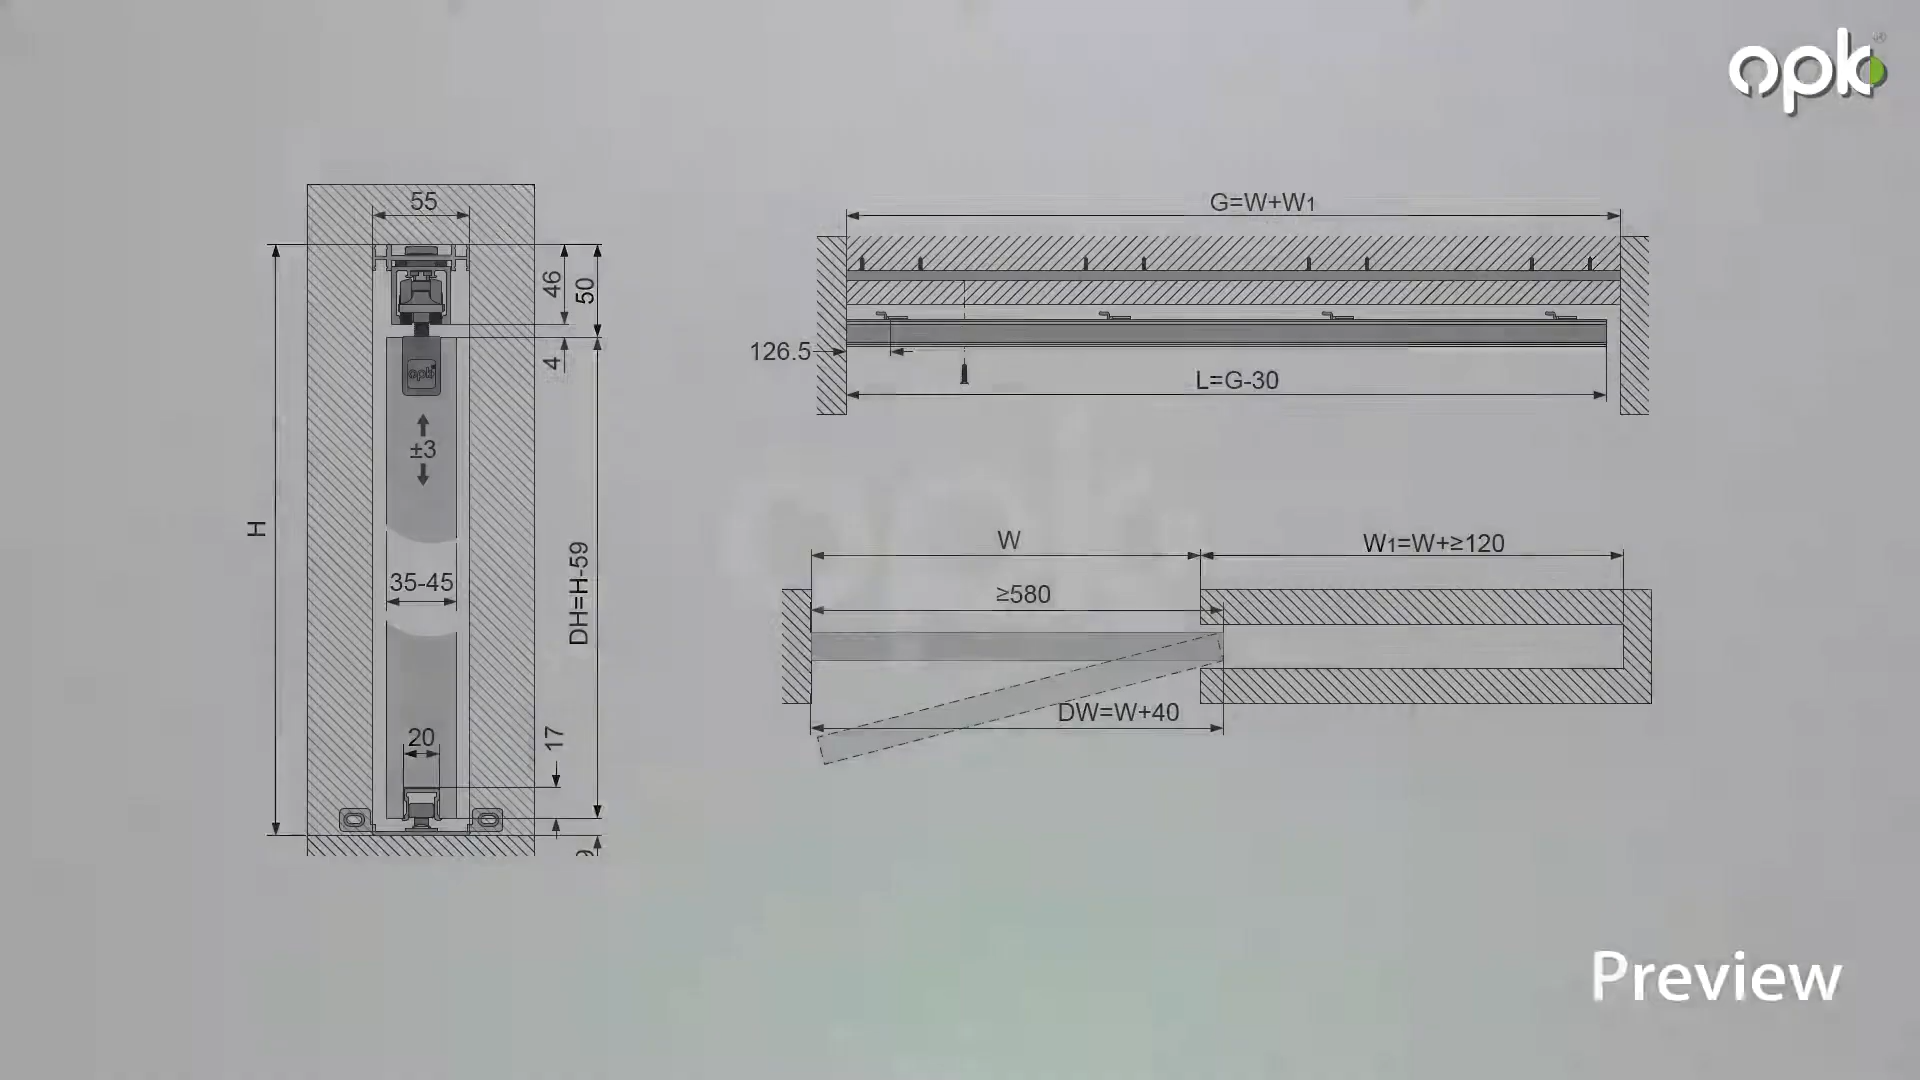 opk
®
55
46
50
4
opk
±3
H
35-45
DH=H-59
20
17
G=W+W1
126.5
L=G-30
W
W1=W+≥120
≥580
DW=W+40
Preview